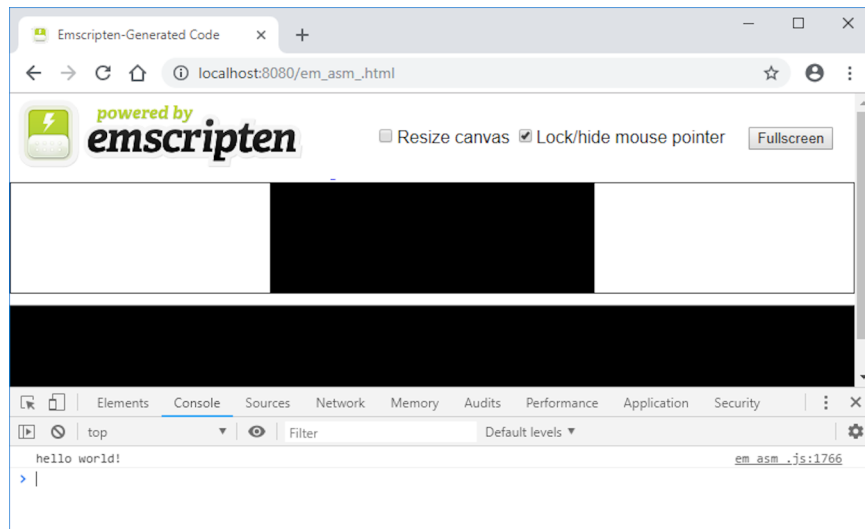 Emscripten-Generated Code
localhost:8080/em_asm_.html
powered by
emscripten
Resize canvas Lock/hide mouse pointer Fullscreen
Elements Console Sources Network Memory Audits Performance Application Security
top Filter Default levels ▼
hello world! em_asm_.js:1766